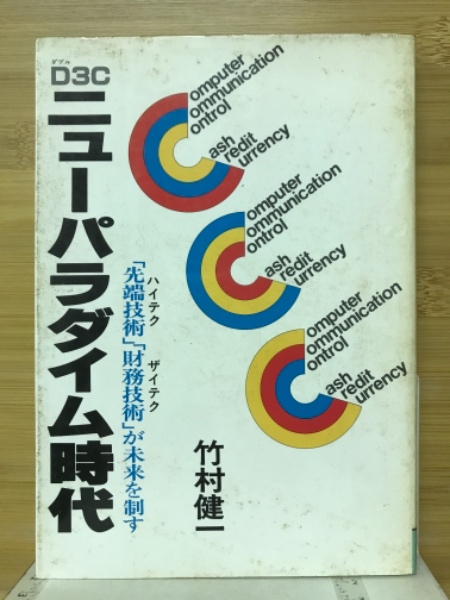 ダブル
D3C
ニューパラダイム時代
omputer
ommunication
ontrol
ash
redit
urrency
omputer
ommunication
ontrol
ash
redit
urrency
omputer
ommunication
ontrol
ash
redit
urrency
ハイテク ザイテク
「先端技術」「財務技術」が未来を制す
竹村健一